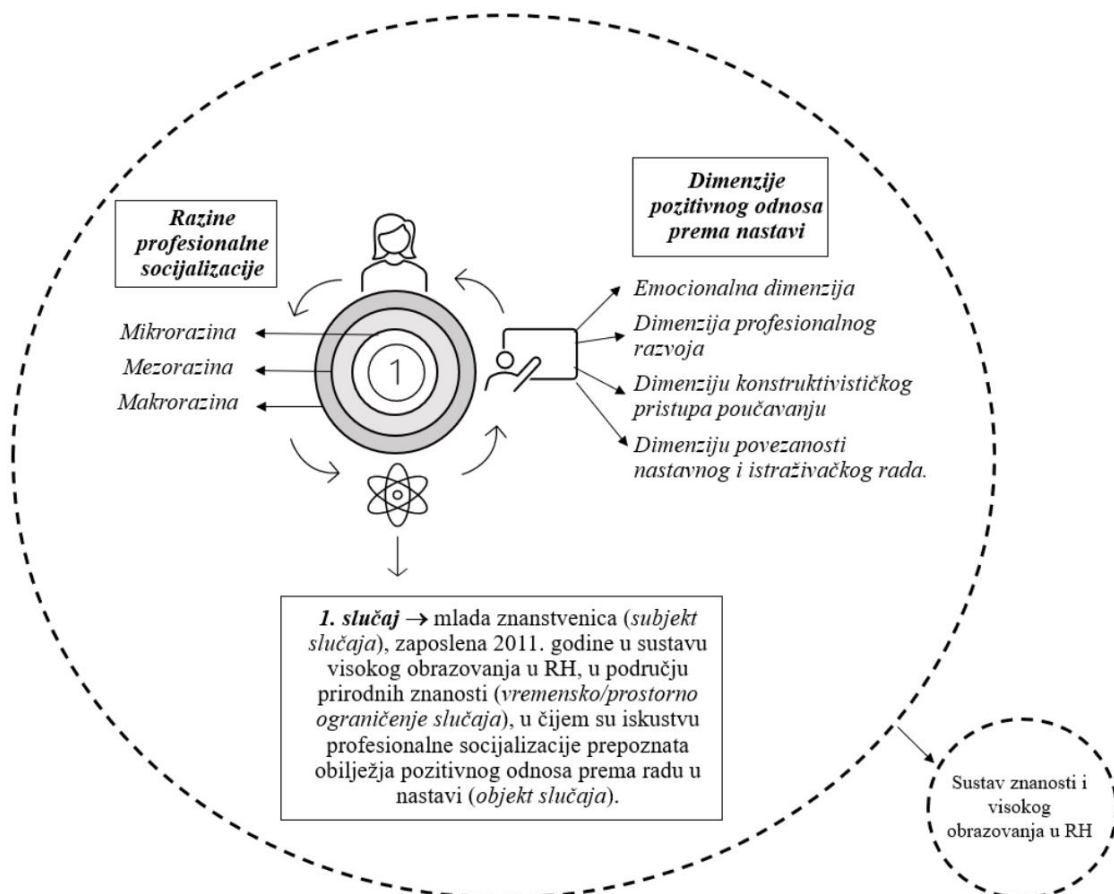 Razine
profesionalne
socijalizacije
Mikrorazina
Mezorazina
Makrorazina
1
Dimenzije
pozitivnog odnosa
prema nastavi
Emocionalna dimenzija
Dimenzija profesionalnog
razvoja
Dimenziju konstruktivističkog
pristupa poučavanju
Dimenziju povezanosti
nastavnog i istraživačkog rada.
1. slučaj → mlada znanstvenica (subjekt
slučaja), zaposlena 2011. godine u sustavu
visokog obrazovanja u RH, u području
prirodnih znanosti (vremensko/prostorno
ograničenje slučaja), u čijem su iskustvu
profesionalne socijalizacije prepoznata
obilježja pozitivnog odnosa prema radu u
nastavi (objekt slučaja).
Sustav znanosti i
visokog
obrazovanja u RH